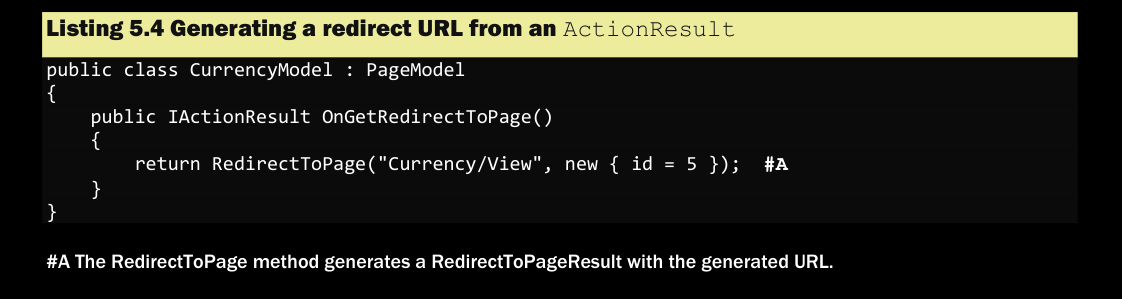 Listing 5.4 Generating a redirect URL from an ActionResult
public class CurrencyModel : PageModel
{
    public IActionResult OnGetRedirectToPage()
    {
        return RedirectToPage("Currency/View", new { id = 5 });  #A
    }
}
#A The RedirectToPage method generates a RedirectToPageResult with the generated URL.